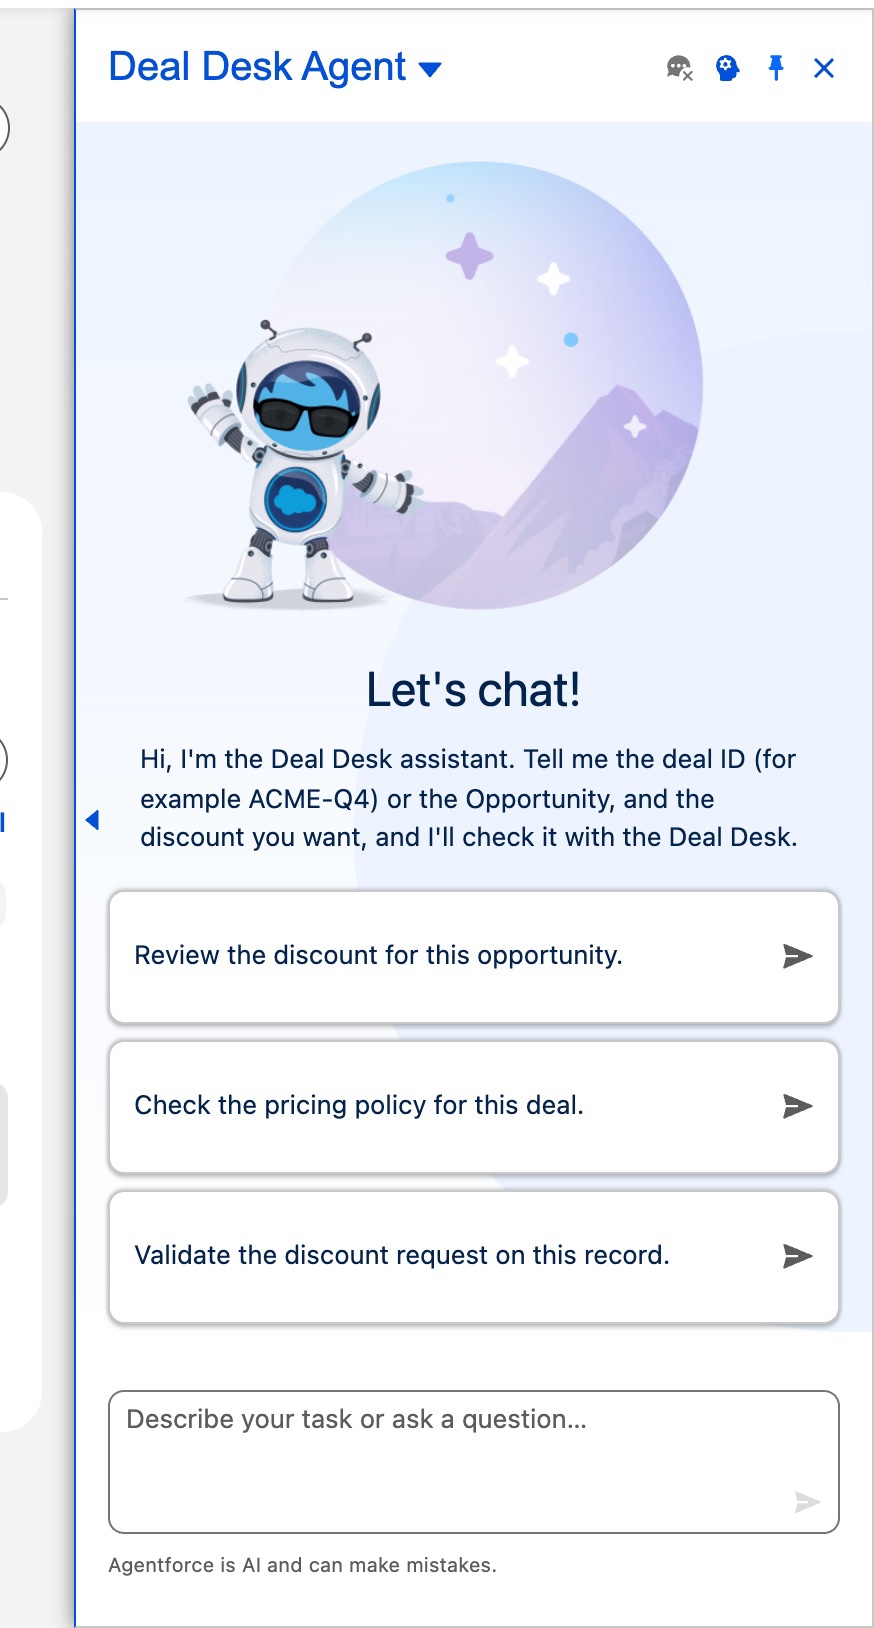 Deal Desk Agent
Let's chat!
Hi, I'm the Deal Desk assistant. Tell me the deal ID (for
example ACME-Q4) or the Opportunity, and the
discount you want, and I'll check it with the Deal Desk.
Review the discount for this opportunity.
Check the pricing policy for this deal.
Validate the discount request on this record.
Describe your task or ask a question...
Agentforce is AI and can make mistakes.